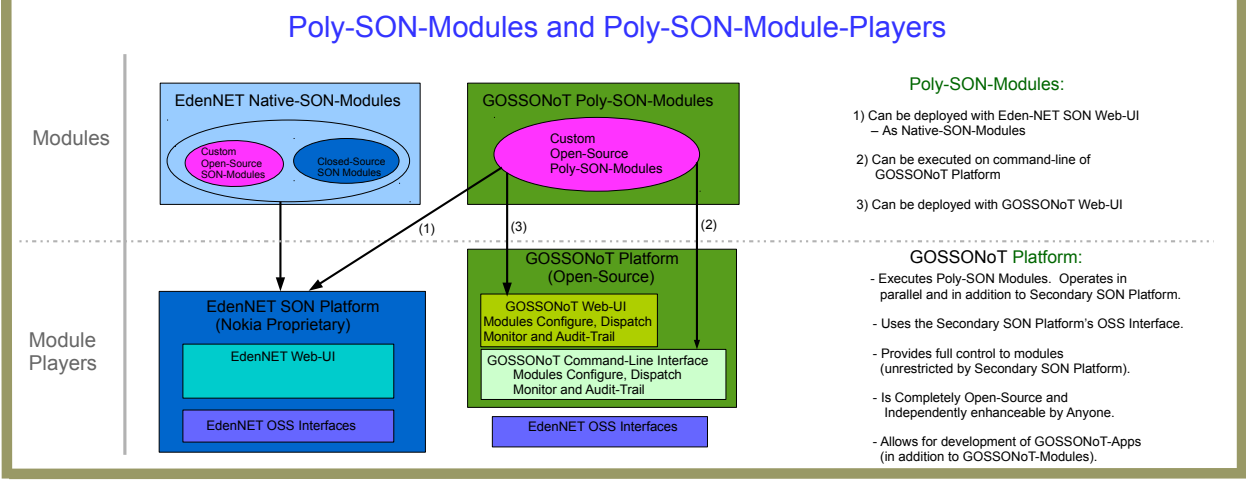 Poly-SON-Modules and Poly-SON-Module-Players
Modules
EdenNET Native-SON-Modules
Custom
Open-Source
SON-Modules
Closed-Source
SON Modules
GOSSONoT Poly-SON-Modules
Custom
Open-Source
Poly-SON-Modules
(1)
(3)
(2)
Poly-SON-Modules:
1) Can be deployed with Eden-NET SON Web-UI
– As Native-SON-Modules
2) Can be executed on command-line of
GOSSONoT Platform
3) Can be deployed with GOSSONoT Web-UI
Module
Players
EdenNET SON Platform
(Nokia Proprietary)
EdenNET Web-UI
EdenNET OSS Interfaces
GOSSONoT Platform
(Open-Source)
GOSSONoT Web-UI
Modules Configure, Dispatch
Monitor and Audit-Trail
GOSSONoT Command-Line Interface
Modules Configure, Dispatch
Monitor and Audit-Trail
EdenNET OSS Interfaces
GOSSONoT Platform:
- Executes Poly-SON Modules. Operates in
parallel and in addition to Secondary SON Platform.
- Uses the Secondary SON Platform's OSS Interface.
- Provides full control to modules
(unrestricted by Secondary SON Platform).
- Is Completely Open-Source and
Independently enhanceable by Anyone.
- Allows for development of GOSSONoT-Apps
(in addition to GOSSONoT-Modules).